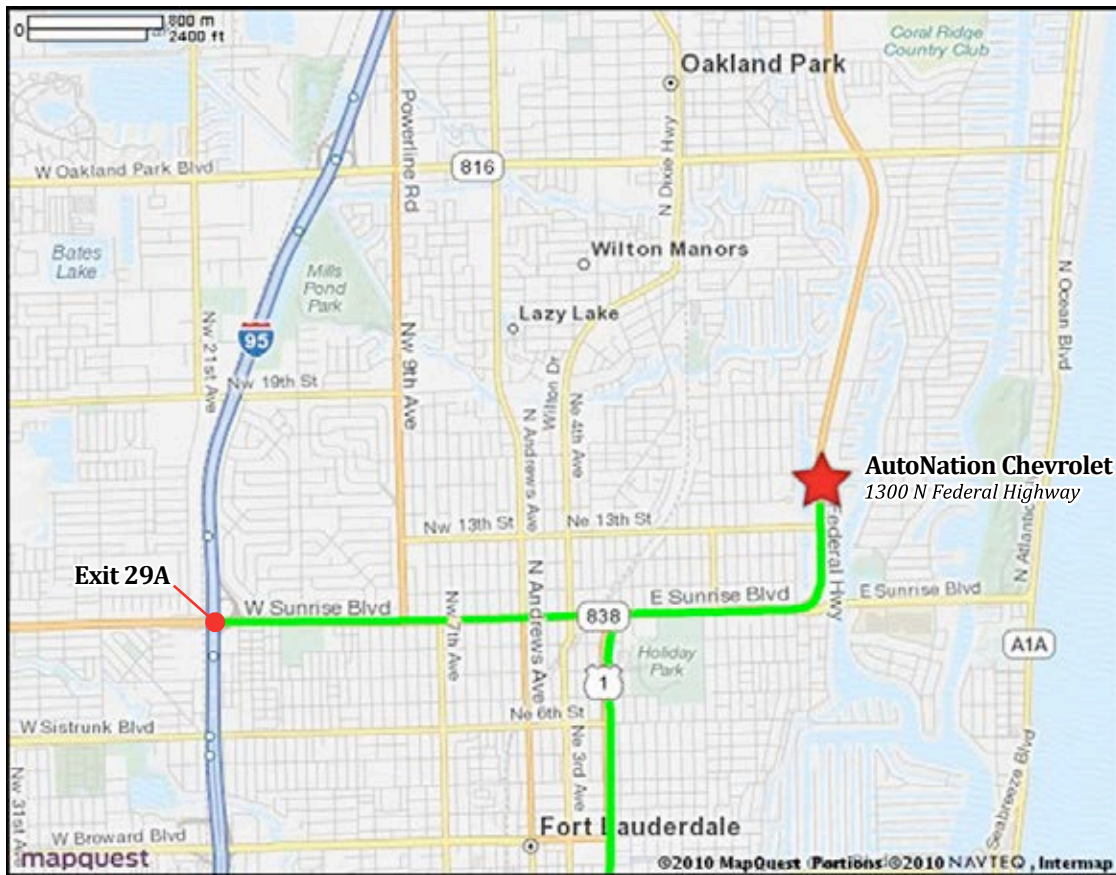 0
800 m
2400 ft
Coral Ridge
Country Club
Oakland Park
Powerline Rd
816
N Dixie Hwy
W Oakland Park Blvd
Wilton Manors
Bates
Lake
Mills
Pond
Park
N Ocean Blvd
Lazy Lake
95
Nw 21st Ave
Nw 9th Ave
Wilton Dr
Nw 19th St
N Andrews Ave
Ne 4th Ave
AutoNation Chevrolet
1300 N Federal Highway
Nw 13th St
Ne 13th St
Federal Hwy
N Atlantic
Exit 29A
N Andrews Ave
W Sunrise Blvd
E Sunrise Blvd
E Sunrise Blvd
838
Nw 7th Ave
Holiday
Park
A1A
1
Ne 6th St
W Sistrunk Blvd
Ne 3rd Ave
Seabreeze Blvd
Nw 31st A
W Broward Blvd
Fort Lauderdale
mapquest
©2010 MapQuest Portions ©2010 NAVTEQ, Intermap